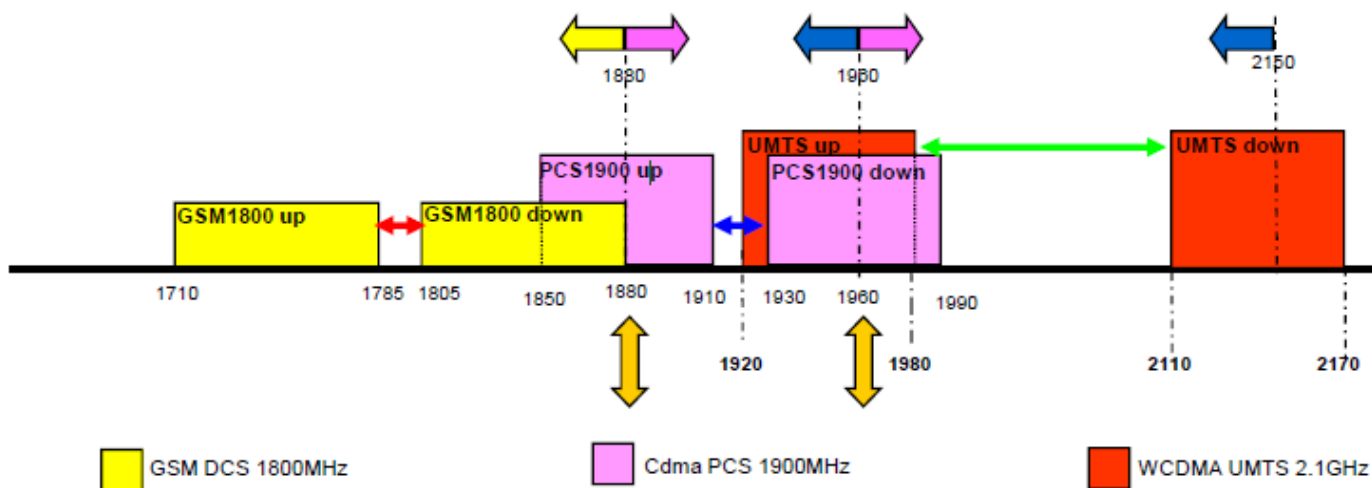 1880
1960
2150
UMTS up
UMTS down
PCS1900 up
PCS1900 down
GSM1800 up
GSM1800 down
1710
1785
1805
1850
1880
1910
1930
1960
1990
1920
1980
2110
2170
GSM DCS 1800MHz
Cdma PCS 1900MHz
WCDMA UMTS 2.1GHz